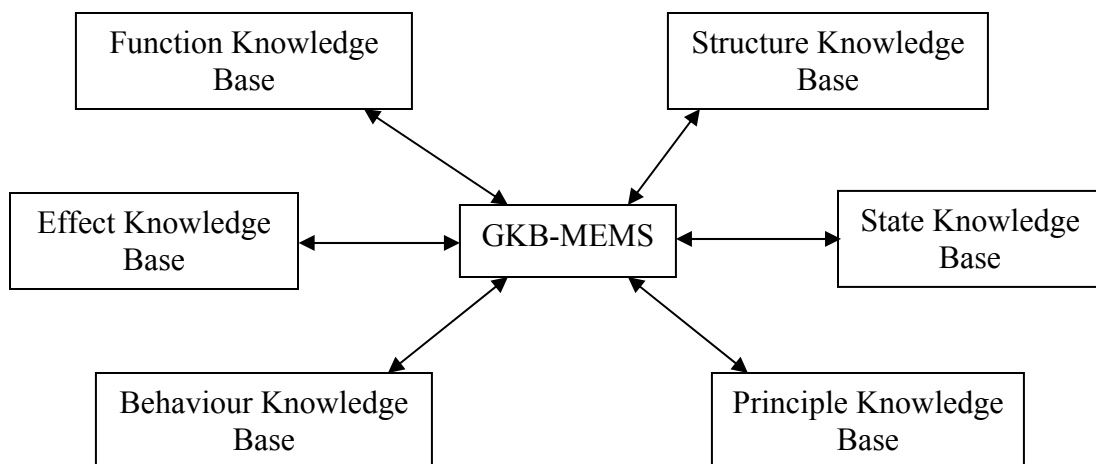 Function Knowledge
Base
Structure Knowledge
Base
Effect Knowledge
Base
GKB-MEMS
State Knowledge
Base
Behaviour Knowledge
Base
Principle Knowledge
Base